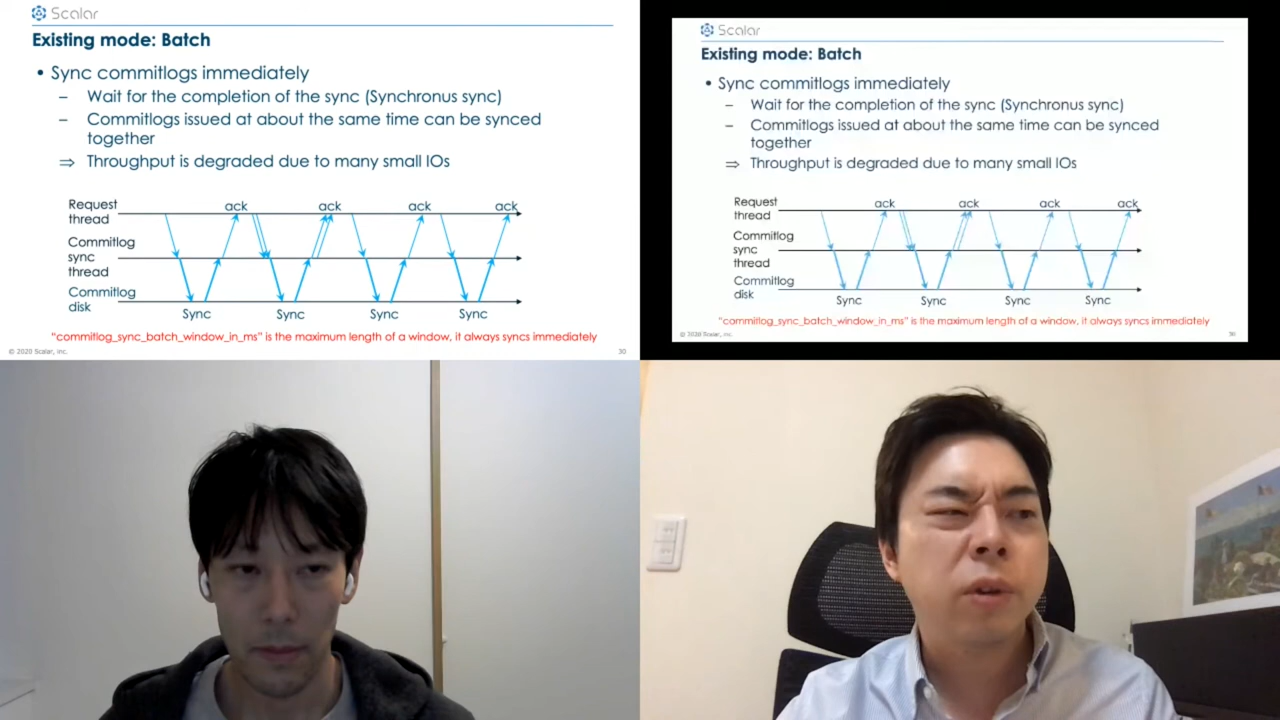 Scalar
Existing mode: Batch
• Sync commitlogs immediately
– Wait for the completion of the sync (Synchronus sync)
– Commitlogs issued at about the same time can be synced
together
⇒ Throughput is degraded due to many small IOs
Request
thread
ack ack ack ack
Commitlog
sync
thread
Commitlog
disk
Sync Sync Sync Sync
"commitlog_sync_batch_window_in_ms" is the maximum length of a window, it always syncs immediately
© 2020 Scalar, inc.
30
Scalar
Existing mode: Batch
• Sync commitlogs immediately
– Wait for the completion of the sync (Synchronus sync)
– Commitlogs issued at about the same time can be synced
together
⇒ Throughput is degraded due to many small IOs
Request
thread
ack ack ack ack
Commitlog
sync
thread
Commitlog
disk
Sync Sync Sync Sync
"commitlog_sync_batch_window_in_ms" is the maximum length of a window, it always syncs immediately
© 2020 Scalar, inc.
30